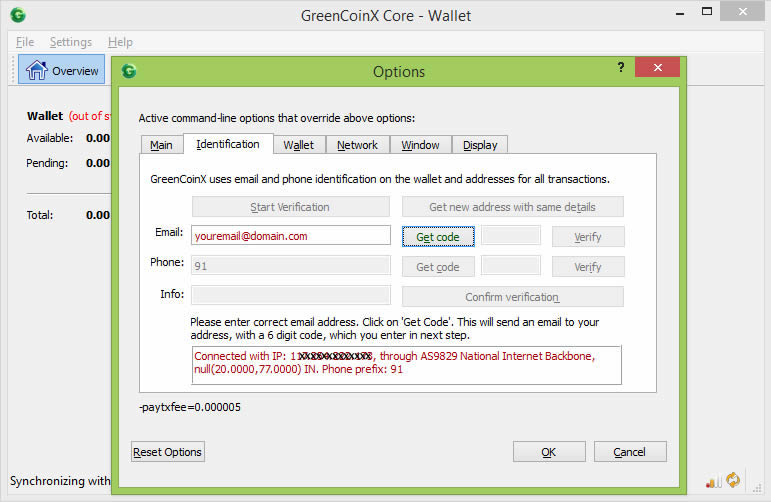 GreenCoinX Core - Wallet
File Settings Help
Overview
Options
Wallet (out of s
Available: 0.00
Pending: 0.00
Total: 0.00
Active command-line options that override above options:
Main Identification Wallet Network Window Display
GreenCoinX uses email and phone identification on the wallet and addresses for all transactions.
Start Verification Get new address with same details
Email: youremail@domain.com Get code Verify
Phone: 91 Get code Verify
Info: Confirm verification
Please enter correct email address. Click on 'Get Code'. This will send an email to your
address, with a 6 digit code, which you enter in next step.
Connected with IP: , through AS9829 National Internet Backbone,
null(20.0000,77.0000) IN. Phone prefix: 91
-paytxfee=0.000005
Reset Options OK Cancel
Synchronizing with